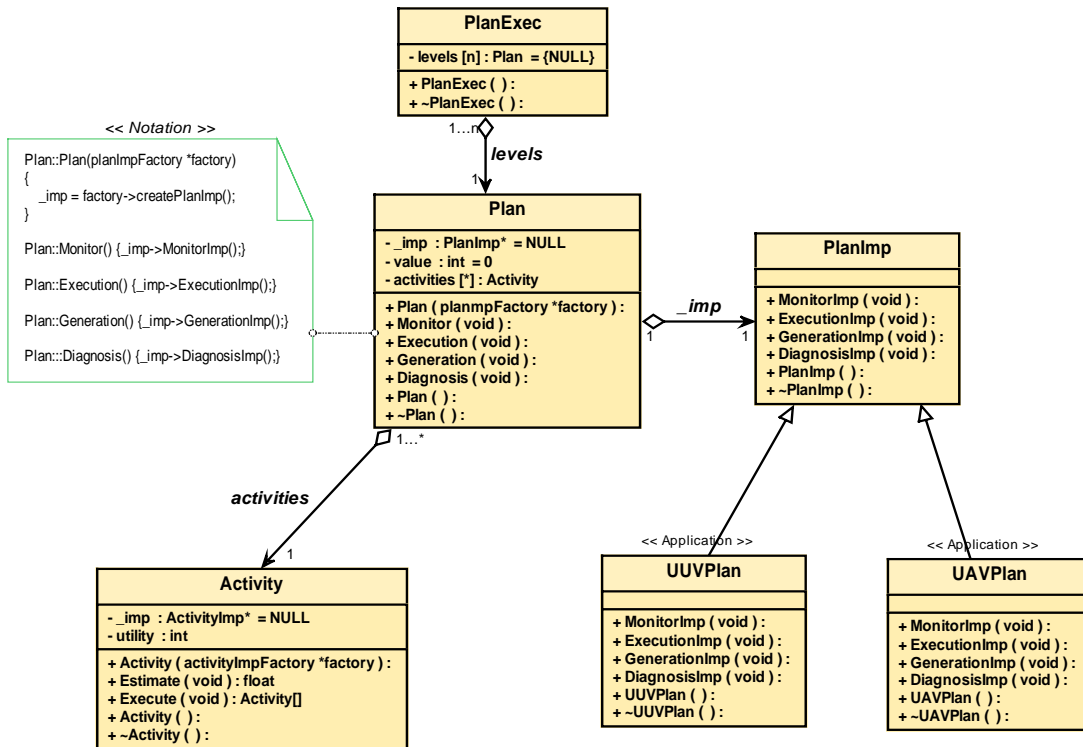 PlanExec
- levels [n] : Plan = {NULL}
+ PlanExec ( ) :
+ ~PlanExec ( ) :
1…n
levels
1
<< Notation >>
Plan::Plan(planImpFactory *factory)
{
_imp = factory->createPlanImp();
}
Plan::Monitor() {_imp->MonitorImp();}
Plan::Execution() {_imp->ExecutionImp();}
Plan::Generation() {_imp->GenerationImp();}
Plan:::Diagnosis() {_imp->DiagnosisImp();}
Plan
- _imp : PlanImp* = NULL
- value : int = 0
- activities [*] : Activity
+ Plan ( planmpFactory *factory ) :
+ Monitor ( void ) :
+ Execution ( void ) :
+ Generation ( void ) :
+ Diagnosis ( void ) :
+ Plan ( ) :
+ ~Plan ( ) :
_imp
1
1
PlanImp
+ MonitorImp ( void ) :
+ ExecutionImp ( void ) :
+ GenerationImp ( void ) :
+ DiagnosisImp ( void ) :
+ PlanImp ( ) :
+ ~PlanImp ( ) :
1…*
activities
1
Activity
- _imp : ActivityImp* = NULL
- utility : int
+ Activity ( activityImpFactory *factory ) :
+ Estimate ( void ) : float
+ Execute ( void ) : Activity[]
+ Activity ( ) :
+ ~Activity ( ) :
<< Application >>
UUVPlan
+ MonitorImp ( void ) :
+ ExecutionImp ( void ) :
+ GenerationImp ( void ) :
+ DiagnosisImp ( void ) :
+ UUVPlan ( ) :
+ ~UUVPlan ( ) :
<< Application >>
UAVPlan
+ MonitorImp ( void ) :
+ ExecutionImp ( void ) :
+ GenerationImp ( void ) :
+ DiagnosisImp ( void ) :
+ UAVPlan ( ) :
+ ~UAVPlan ( ) :